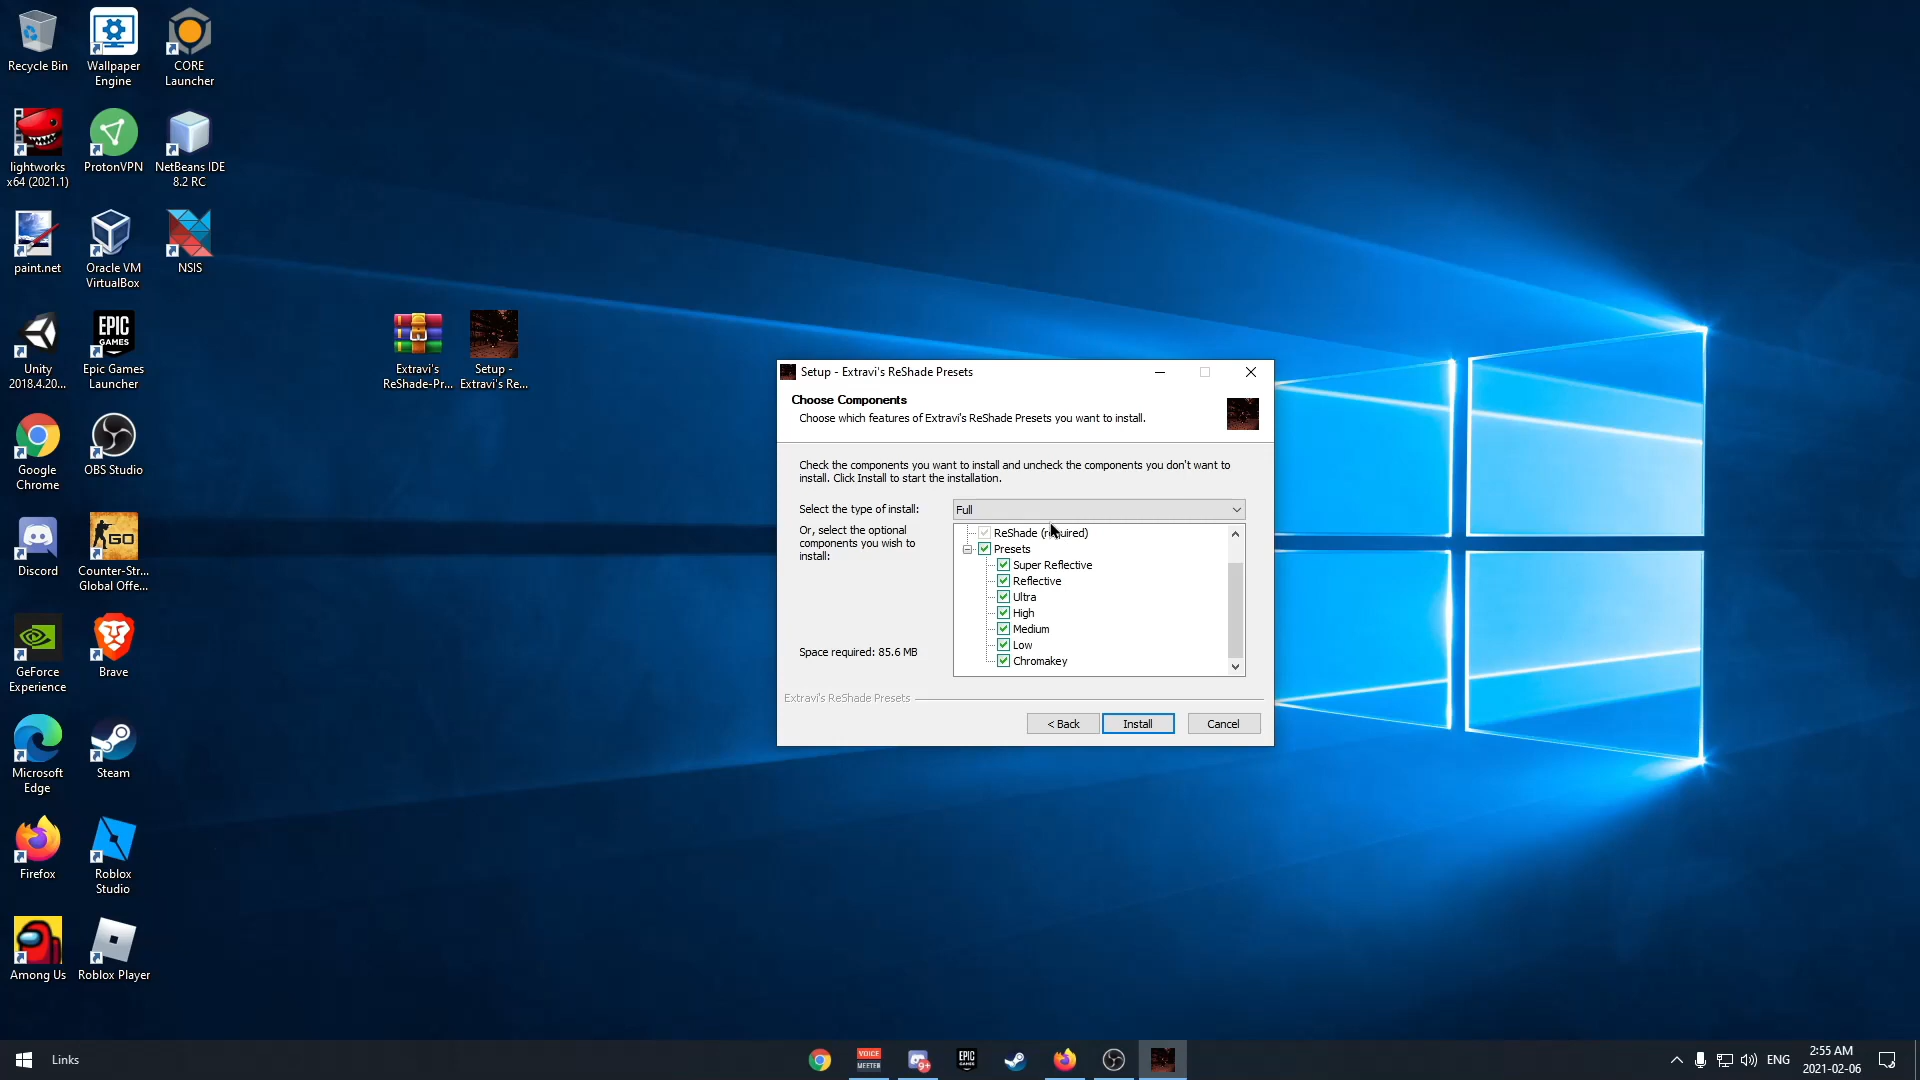 Recycle Bin
Wallpaper
Engine
CORE
Launcher
lightworks
x64 (2021.1)
ProtonVPN
NetBeans IDE
8.2 RC
paint.net
Oracle VM
VirtualBox
NSIS
Unity
2018.4.20...
EPIC
GAMES
Epic Games
Launcher
Extravi's
ReShade-Pr...
Setup -
Extravi's Re...
Google
Chrome
OBS Studio
Discord
GO
Counter-Str...
Global Offe...
GeForce
Experience
Brave
Microsoft
Edge
Steam
Firefox
Roblox
Studio
Among Us
Roblox Player
Setup - Extravi's ReShade Presets
Choose Components
Choose which features of Extravi's ReShade Presets you want to install.
Check the components you want to install and uncheck the components you don't want to
install. Click Install to start the installation.
Select the type of install:
Full
Or, select the optional
components you wish to
install:
ReShade (required)
Presets
Super Reflective
Reflective
Ultra
High
Medium
Low
Chromakey
Space required: 85.6 MB
Extravi's ReShade Presets
< Back
Install
Cancel
Links
VOICE
MEETER
9+
EPIC
GAMES
ENG
2:55 AM
2021-02-06